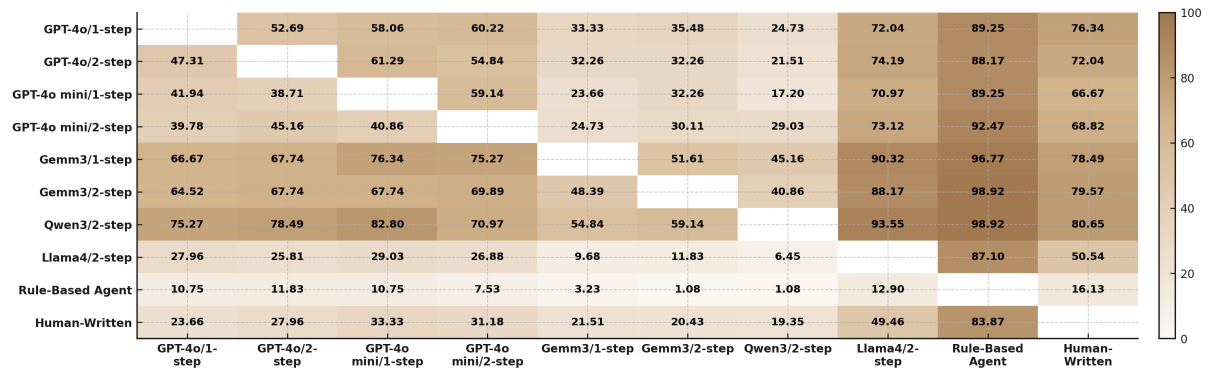 GPT-4o/1-step 52.69 58.06 60.22 33.33 35.48 24.73 72.04 89.25 76.34 100
GPT-4o/2-step 47.31 61.29 54.84 32.26 32.26 21.51 74.19 88.17 72.04
80
GPT-4o mini/1-step 41.94 38.71 59.14 23.66 32.26 17.20 70.97 89.25 66.67
GPT-4o mini/2-step 39.78 45.16 40.86 24.73 30.11 29.03 73.12 92.47 68.82
60
Gemm3/1-step 66.67 67.74 76.34 75.27 51.61 45.16 90.32 96.77 78.49
Gemm3/2-step 64.52 67.74 67.74 69.89 48.39 40.86 88.17 98.92 79.57
40
Qwen3/2-step 75.27 78.49 82.80 70.97 54.84 59.14 93.55 98.92 80.65
Llama4/2-step 27.96 25.81 29.03 26.88 9.68 11.83 6.45 87.10 50.54
20
Rule-Based Agent 10.75 11.83 10.75 7.53 3.23 1.08 1.08 12.90 16.13
Human-Written 23.66 27.96 33.33 31.18 21.51 20.43 19.35 49.46 83.87
0
GPT-4o/1- GPT-4o/2- GPT-4o GPT-4o Gemm3/1-step Gemm3/2-step Qwen3/2-step Llama4/2- Rule-Based Human-
step step mini/1-step mini/2-step step Agent Written